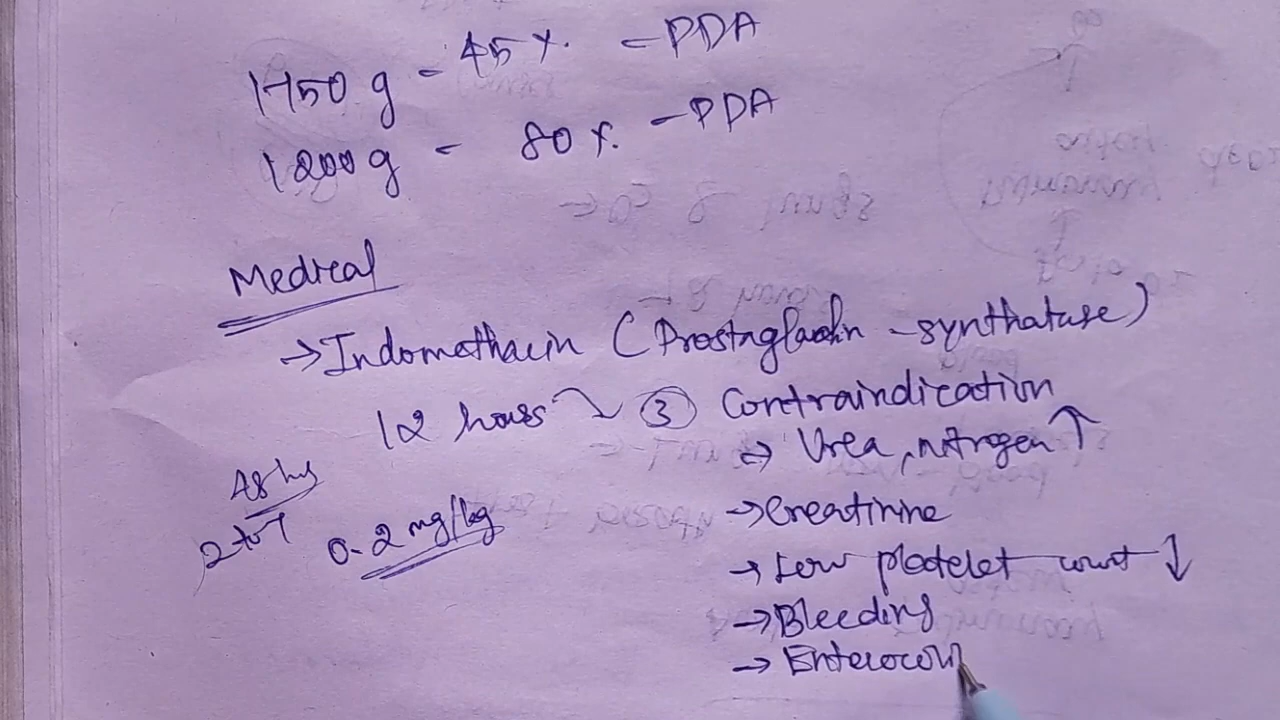 1750 g - 45 %. - PDA
1200 g - 80 %. - PDA
Medical
→ Indomethacin (Prostaglandin - synthatase)
12 hours ③ Contraindication
→ Urea, nitrogen ↑
48 hrs
→ Creatinine
2 to 7 0.2 mg/kg
→ Low platelet count ↓
→ Bleeding
→ Enterocoli